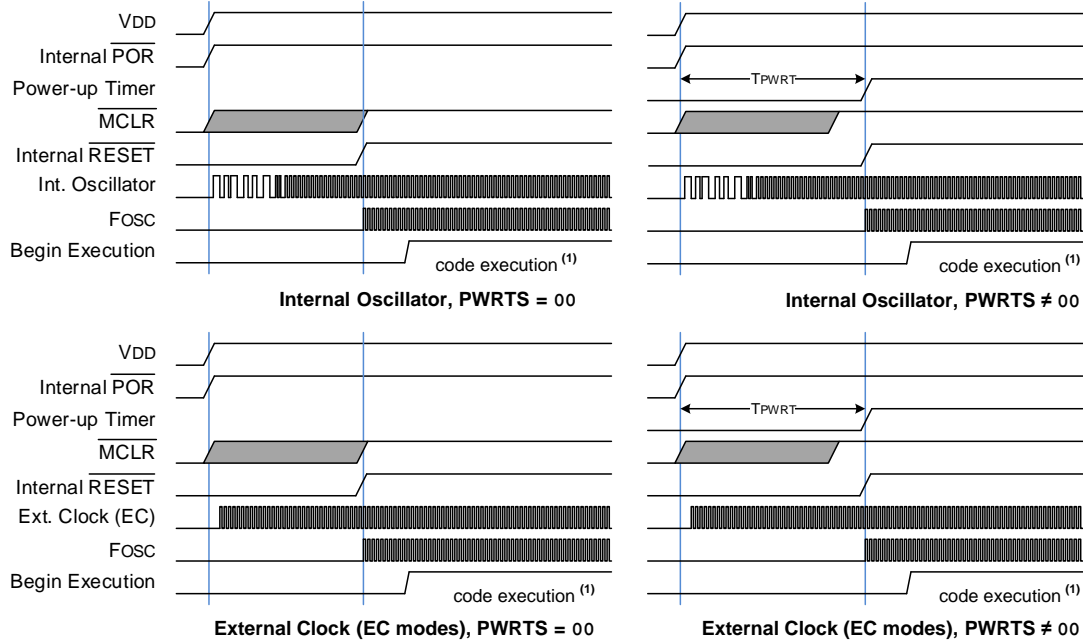 VDD
Internal POR
Power-up Timer
MCLR
Internal RESET
Int. Oscillator
FOSC
Begin Execution
code execution (1)
Internal Oscillator, PWRTS = 00
TPWRT
code execution (1)
Internal Oscillator, PWRTS ≠ 00
VDD
Internal POR
Power-up Timer
MCLR
Internal RESET
Ext. Clock (EC)
FOSC
Begin Execution
code execution (1)
External Clock (EC modes), PWRTS = 00
TPWRT
code execution (1)
External Clock (EC modes), PWRTS ≠ 00